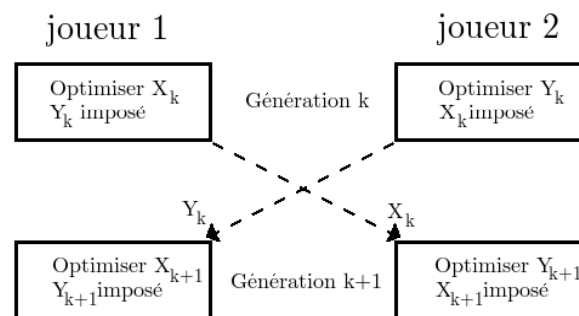 joueur 1
joueur 2
Optimiser X_k
Y_k imposé
Génération k
Optimiser Y_k
X_k imposé
Y_k
X_k
Optimiser X_{k+1}
Y_{k+1} imposé
Génération k+1
Optimiser Y_{k+1}
X_{k+1} imposé